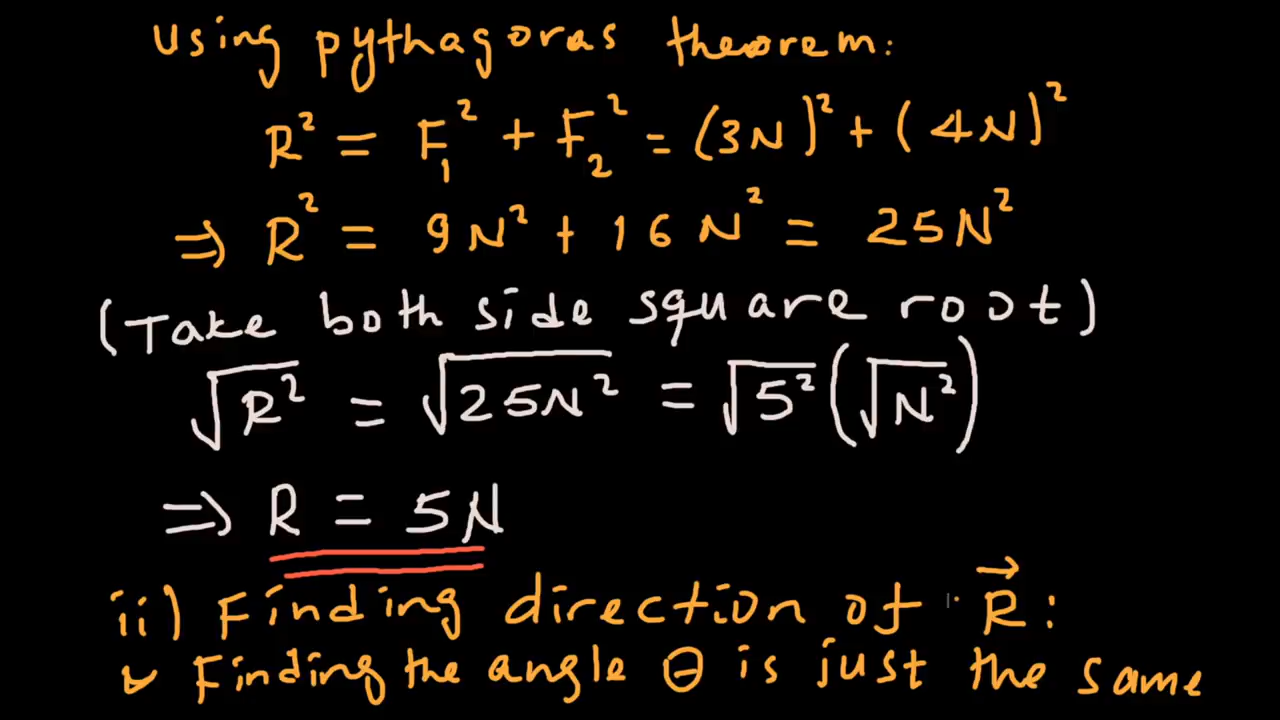 Using pythagoras theorem:
R² = F₁² + F₂² = (3N)² + (4N)²
⇒ R² = 9N² + 16N² = 25N²
(Take both side square root)
√R² = √25N² = √5² (√N²)
⇒ R = 5N
ii) Finding direction of R⃗:
Finding the angle θ is just the same